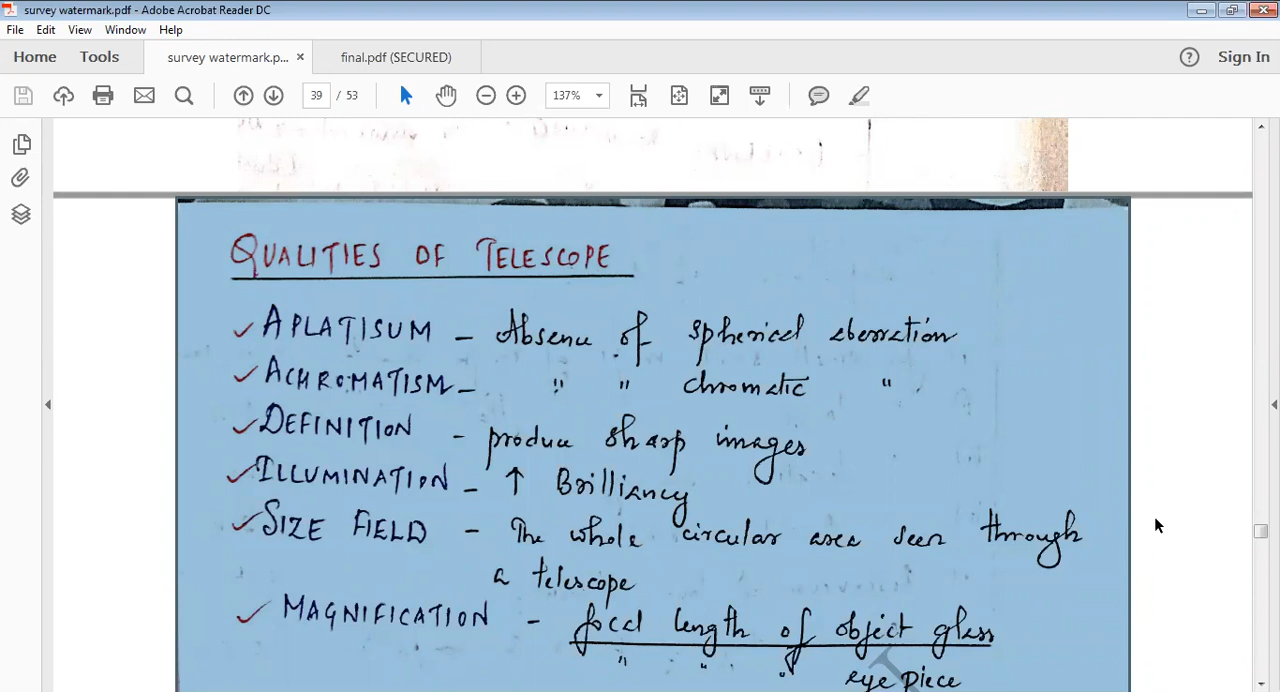 survey watermark.pdf - Adobe Acrobat Reader DC
File Edit View Window Help
Home Tools survey watermark.p... × final.pdf (SECURED) Sign In
39 / 53 137%
QUALITIES OF TELESCOPE
✓ APLATISUM - Absence of spherical aberration
✓ ACHROMATISM - " " chromatic "
✓ DEFINITION - produce sharp images
✓ ILLUMINATION - ↑ Brilliancy
✓ SIZE FIELD - The whole circular area seen through
a telescope
✓ MAGNIFICATION - focal length of object glass
" " " eye piece